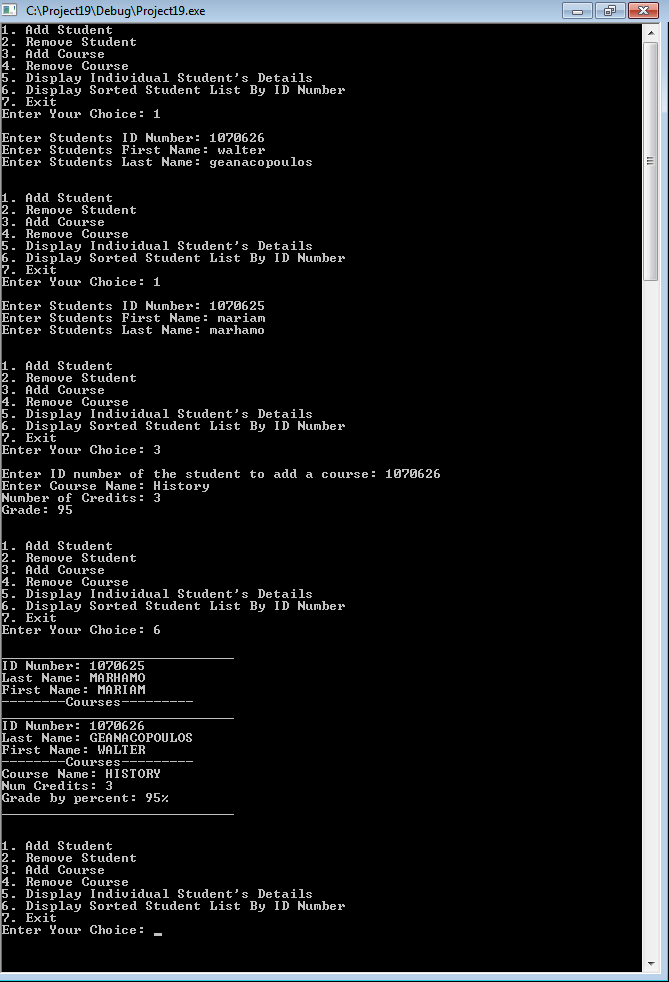 C:\Project19\Debug\Project19.exe
1. Add Student
2. Remove Student
3. Add Course
4. Remove Course
5. Display Individual Student's Details
6. Display Sorted Student List By ID Number
7. Exit
Enter Your Choice: 1
Enter Students ID Number: 1070626
Enter Students First Name: walter
Enter Students Last Name: geanacopoulos
1. Add Student
2. Remove Student
3. Add Course
4. Remove Course
5. Display Individual Student's Details
6. Display Sorted Student List By ID Number
7. Exit
Enter Your Choice: 1
Enter Students ID Number: 1070625
Enter Students First Name: mariam
Enter Students Last Name: marhamo
1. Add Student
2. Remove Student
3. Add Course
4. Remove Course
5. Display Individual Student's Details
6. Display Sorted Student List By ID Number
7. Exit
Enter Your Choice: 3
Enter ID number of the student to add a course: 1070626
Enter Course Name: History
Number of Credits: 3
Grade: 95
1. Add Student
2. Remove Student
3. Add Course
4. Remove Course
5. Display Individual Student's Details
6. Display Sorted Student List By ID Number
7. Exit
Enter Your Choice: 6
_____________________________
ID Number: 1070625
Last Name: MARHAMO
First Name: MARIAM
--------Courses---------
_____________________________
ID Number: 1070626
Last Name: GEANACOPOULOS
First Name: WALTER
--------Courses---------
Course Name: HISTORY
Num Credits: 3
Grade by percent: 95%
_____________________________
1. Add Student
2. Remove Student
3. Add Course
4. Remove Course
5. Display Individual Student's Details
6. Display Sorted Student List By ID Number
7. Exit
Enter Your Choice: _